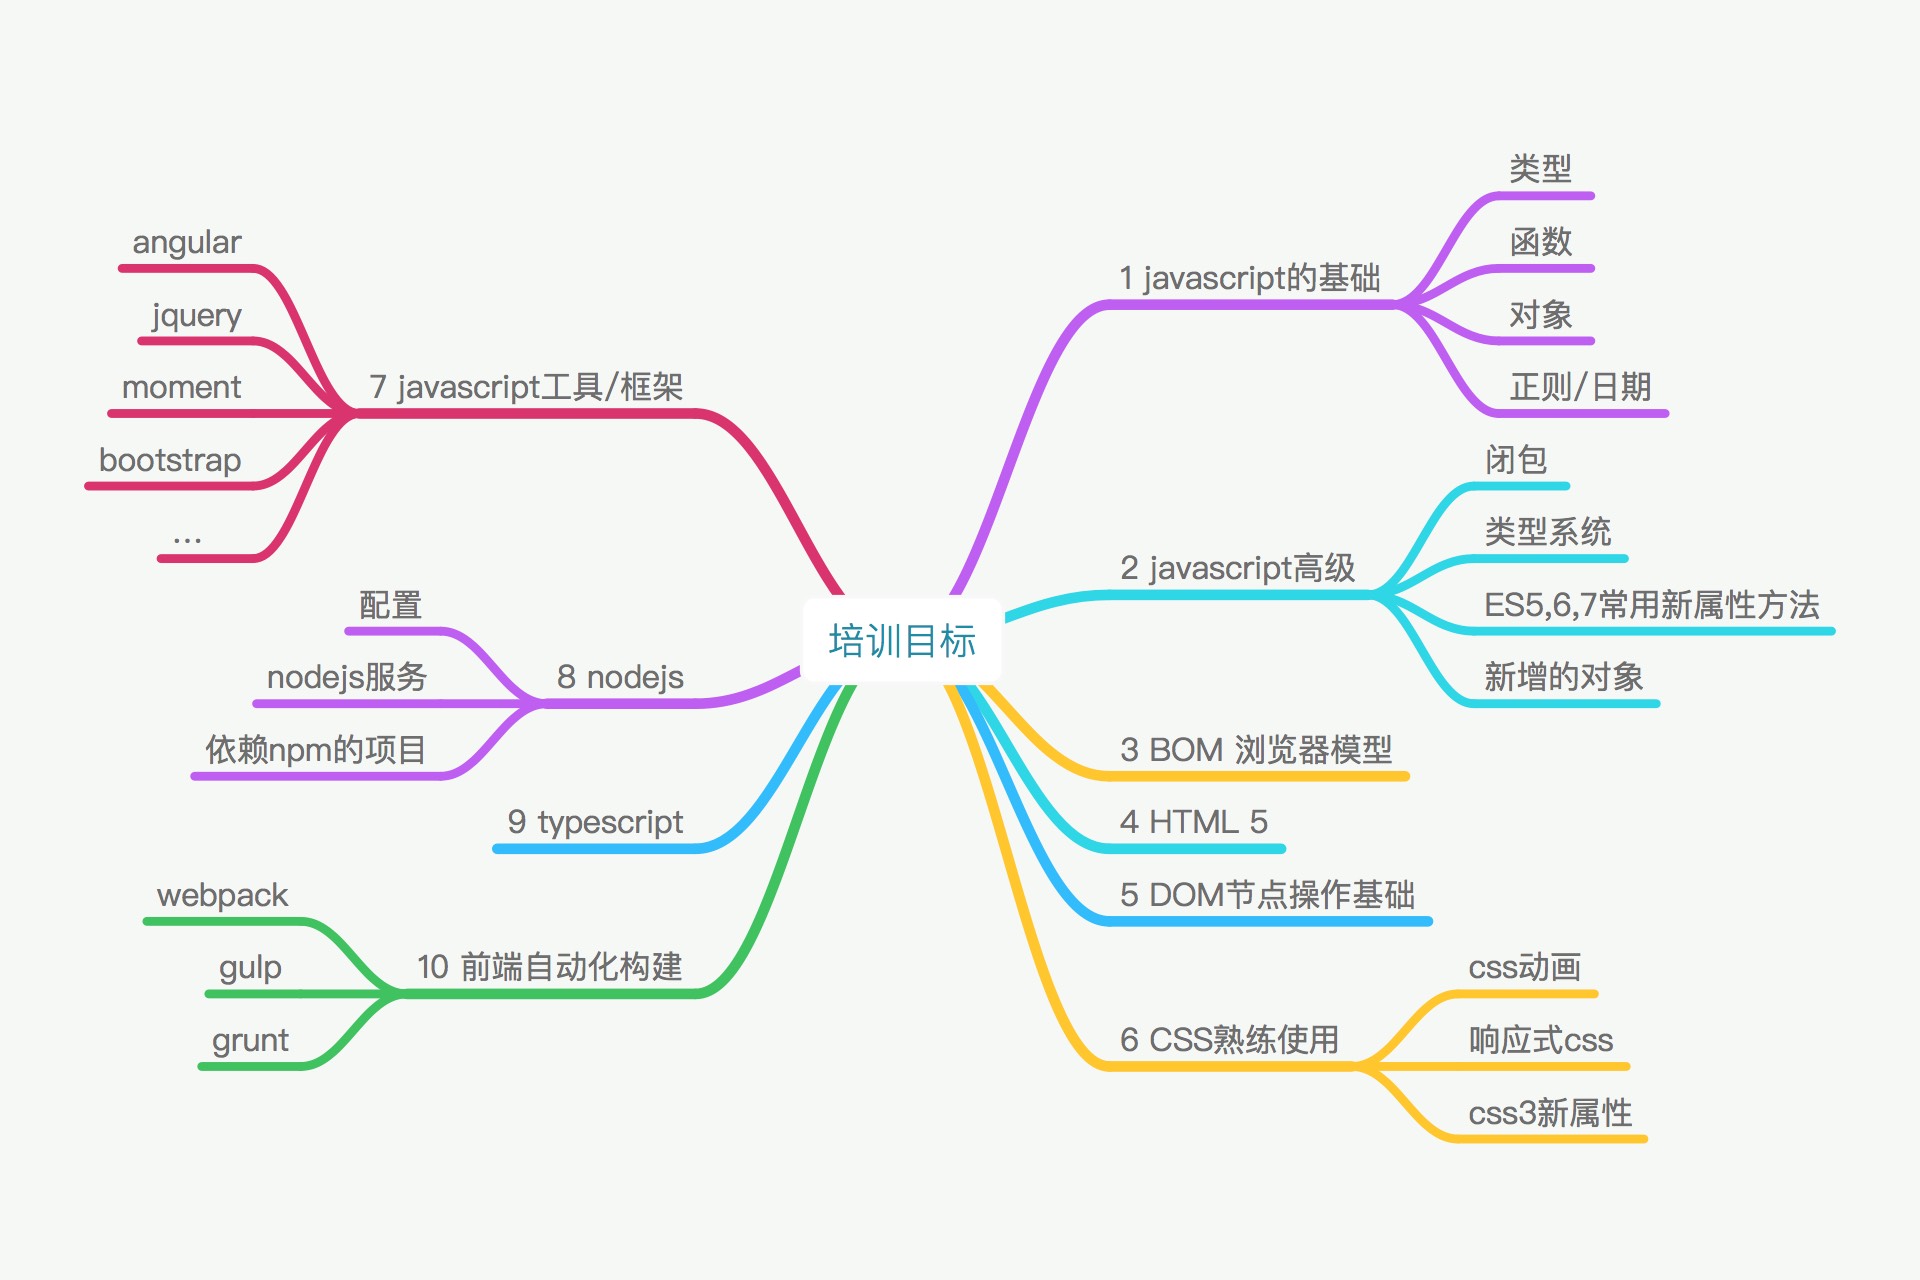 培训目标
1 javascript的基础
类型
函数
对象
正则/日期
2 javascript高级
闭包
类型系统
ES5,6,7常用新属性方法
新增的对象
3 BOM 浏览器模型
4 HTML 5
5 DOM节点操作基础
6 CSS熟练使用
css动画
响应式css
css3新属性
7 javascript工具/框架
angular
jquery
moment
bootstrap
...
8 nodejs
配置
nodejs服务
依赖npm的项目
9 typescript
10 前端自动化构建
webpack
gulp
grunt